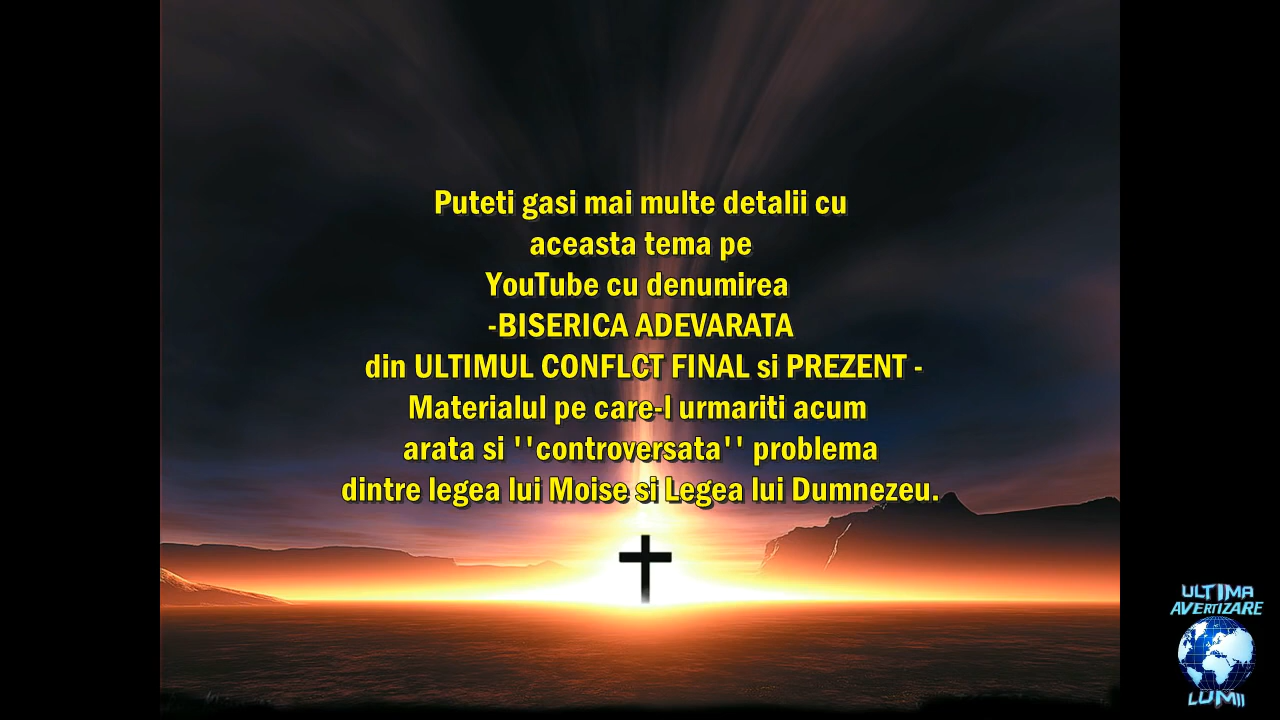 Puteti gasi mai multe detalii cu
aceasta tema pe
YouTube cu denumirea
-BISERICA ADEVARATA
din ULTIMUL CONFLCT FINAL si PREZENT -
Materialul pe care-l urmariti acum
arata si ''controversata'' problema
dintre legea lui Moise si Legea lui Dumnezeu.
ULTIMA
AVERTIZARE
LUMII